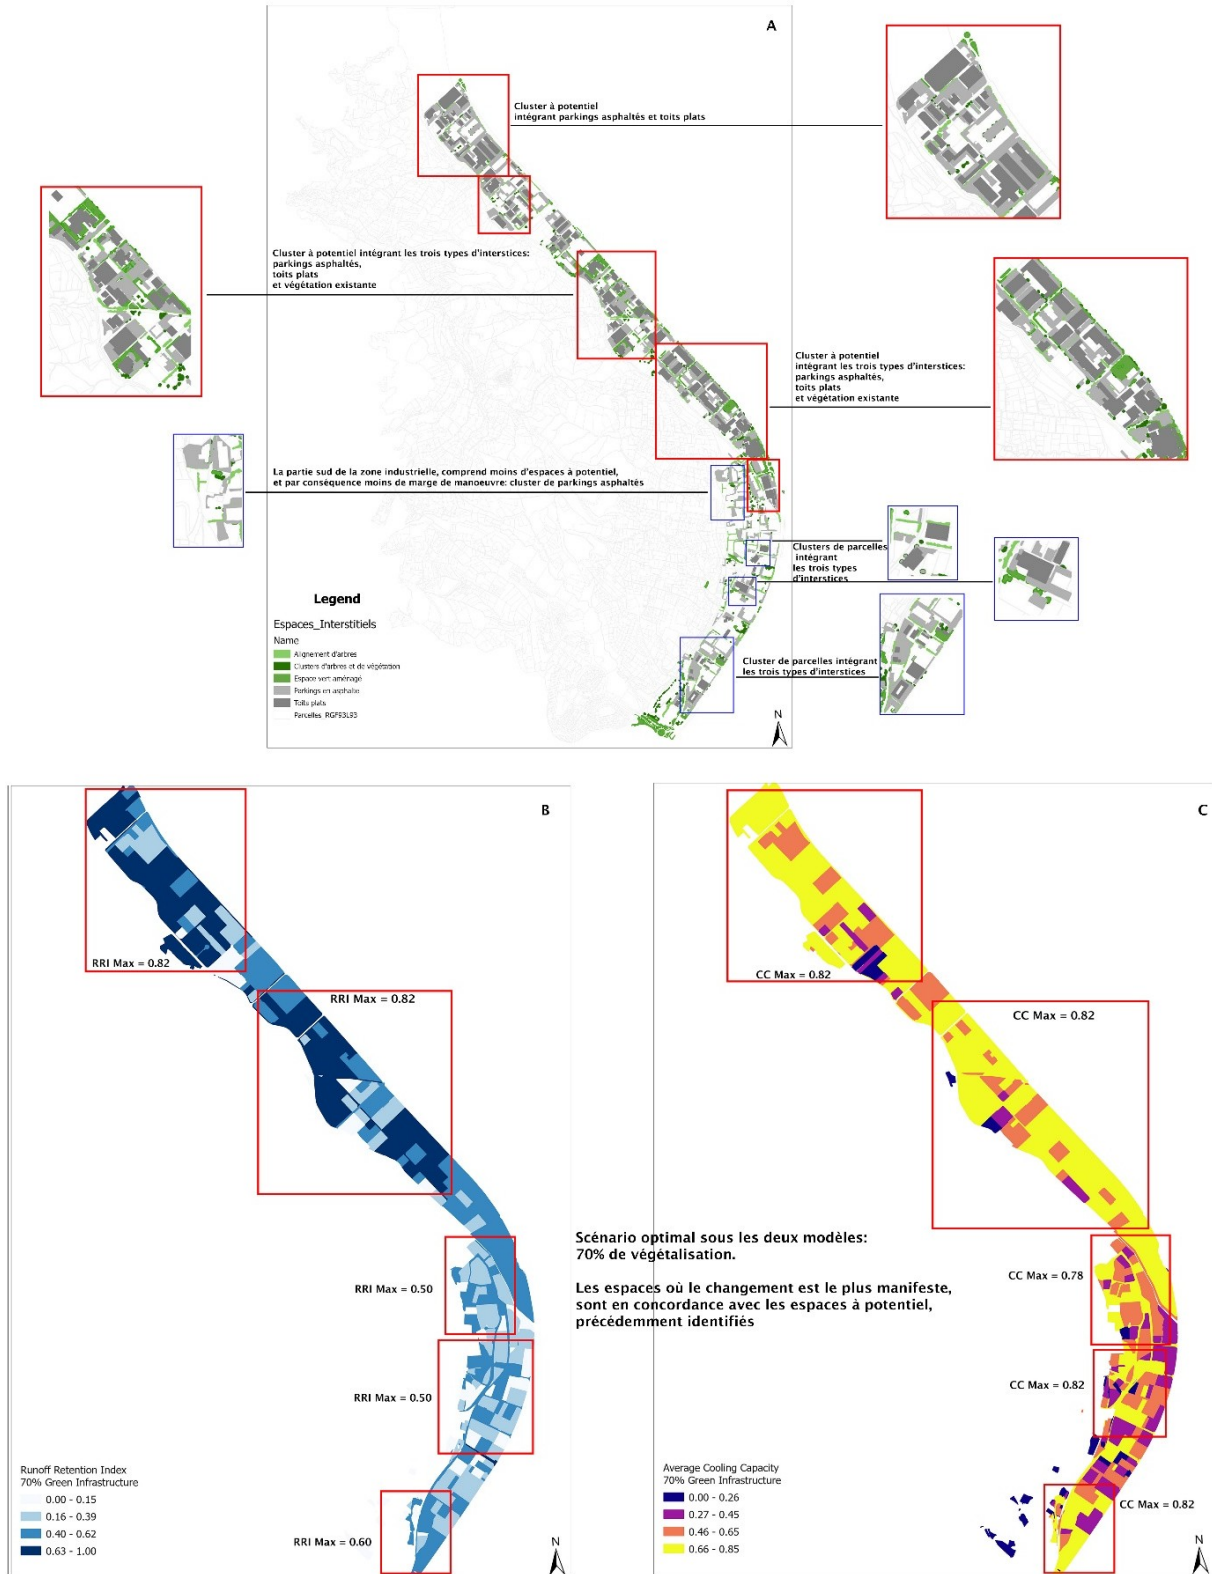 A
Cluster à potentiel
intégrant parkings asphaltés et toits plats
Cluster à potentiel intégrant les trois types d'interstices:
parkings asphaltés,
toits plats
et végétation existante
Cluster à potentiel
intégrant les trois types d'interstices:
parkings asphaltés,
toits plats
et végétation existante
La partie sud de la zone industrielle, comprend moins d'espaces à potentiel,
et par conséquence moins de marge de manoeuvre: cluster de parkings asphaltés
Clusters de parcelles
intégrant
les trois types
d'interstices
Cluster de parcelles intégrant
les trois types d'interstices
Legend
Espaces_Interstitiels
Name
Alignement d'arbres
Clusters d'arbres et de végétation
Espace vert aménagé
Parkings en asphalte
Toits plats
Parcelles_RGF93L93
N
B
RRI Max = 0.82
RRI Max = 0.82
RRI Max = 0.50
RRI Max = 0.50
RRI Max = 0.60
Runoff Retention Index
70% Green Infrastructure
0.00 - 0.15
0.16 - 0.39
0.40 - 0.62
0.63 - 1.00
N
Scénario optimal sous les deux modèles:
70% de végétalisation.
Les espaces où le changement est le plus manifeste,
sont en concordance avec les espaces à potentiel,
précédemment identifiés
C
CC Max = 0.82
CC Max = 0.82
CC Max = 0.78
CC Max = 0.82
CC Max = 0.82
Average Cooling Capacity
70% Green Infrastructure
0.00 - 0.26
0.27 - 0.45
0.46 - 0.65
0.66 - 0.85
N